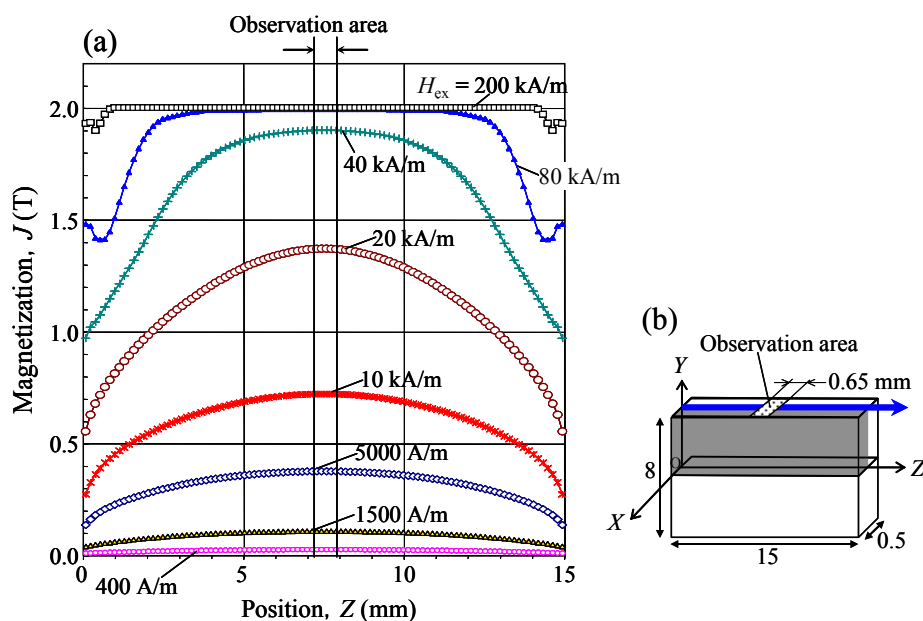 (a)
Observation area
Hex = 200 kA/m
40 kA/m
80 kA/m
20 kA/m
10 kA/m
5000 A/m
1500 A/m
400 A/m
Magnetization, J (T)
2.0
1.5
1.0
0.5
0.0
0
5
10
15
Position, Z (mm)
(b)
Observation area
Y
0.65 mm
8
O
Z
X
0.5
15